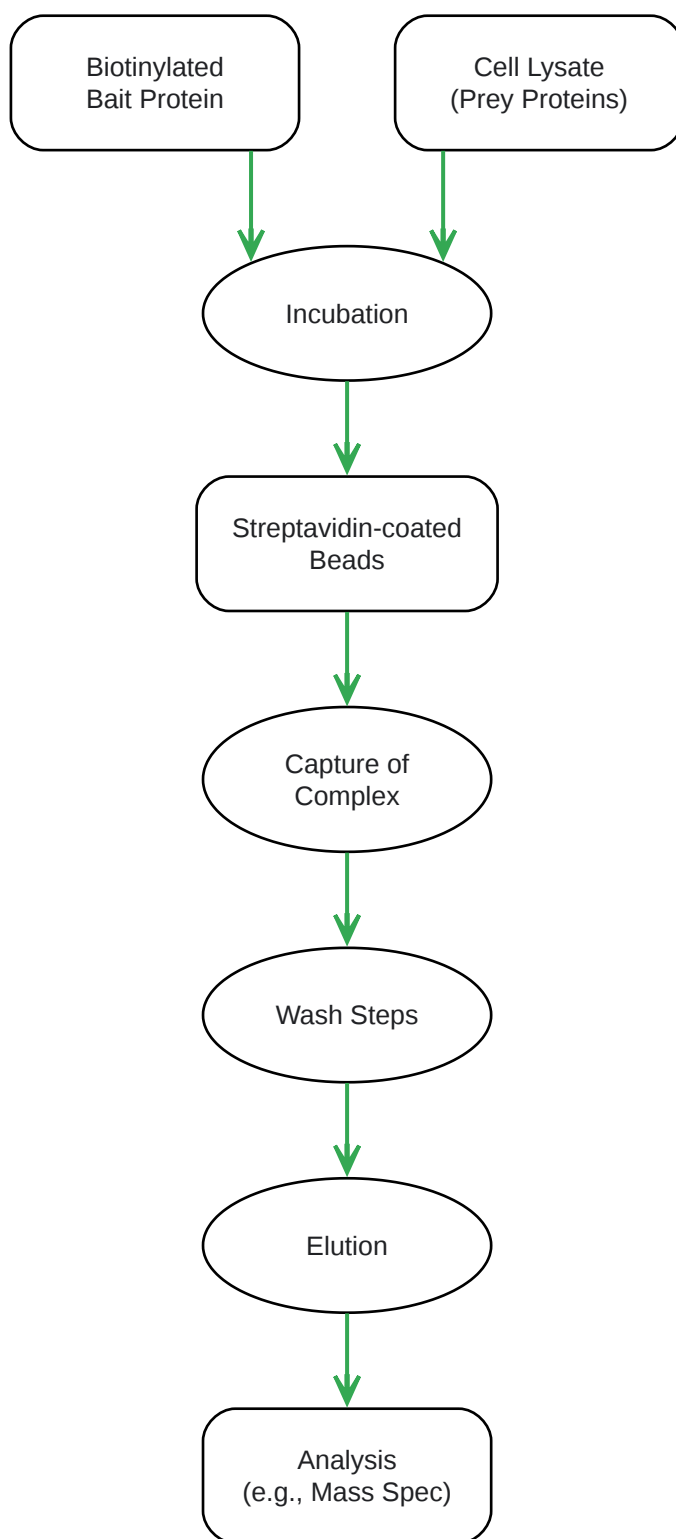 Biotinylated
Bait Protein
Cell Lysate
(Prey Proteins)
Incubation
Streptavidin-coated
Beads
Capture of
Complex
Wash Steps
Elution
Analysis
(e.g., Mass Spec)